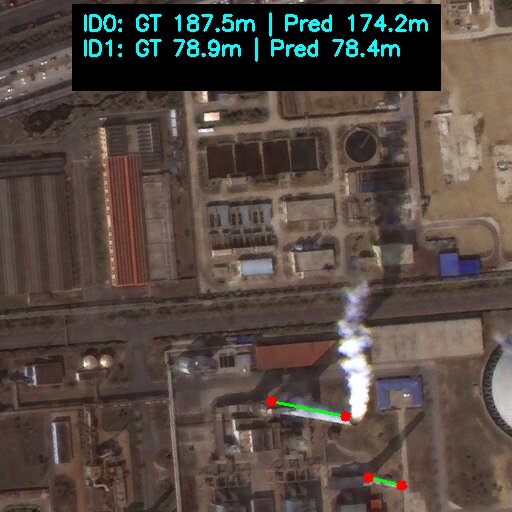 ID0: GT 187.5m | Pred 174.2m
ID1: GT 78.9m | Pred 78.4m